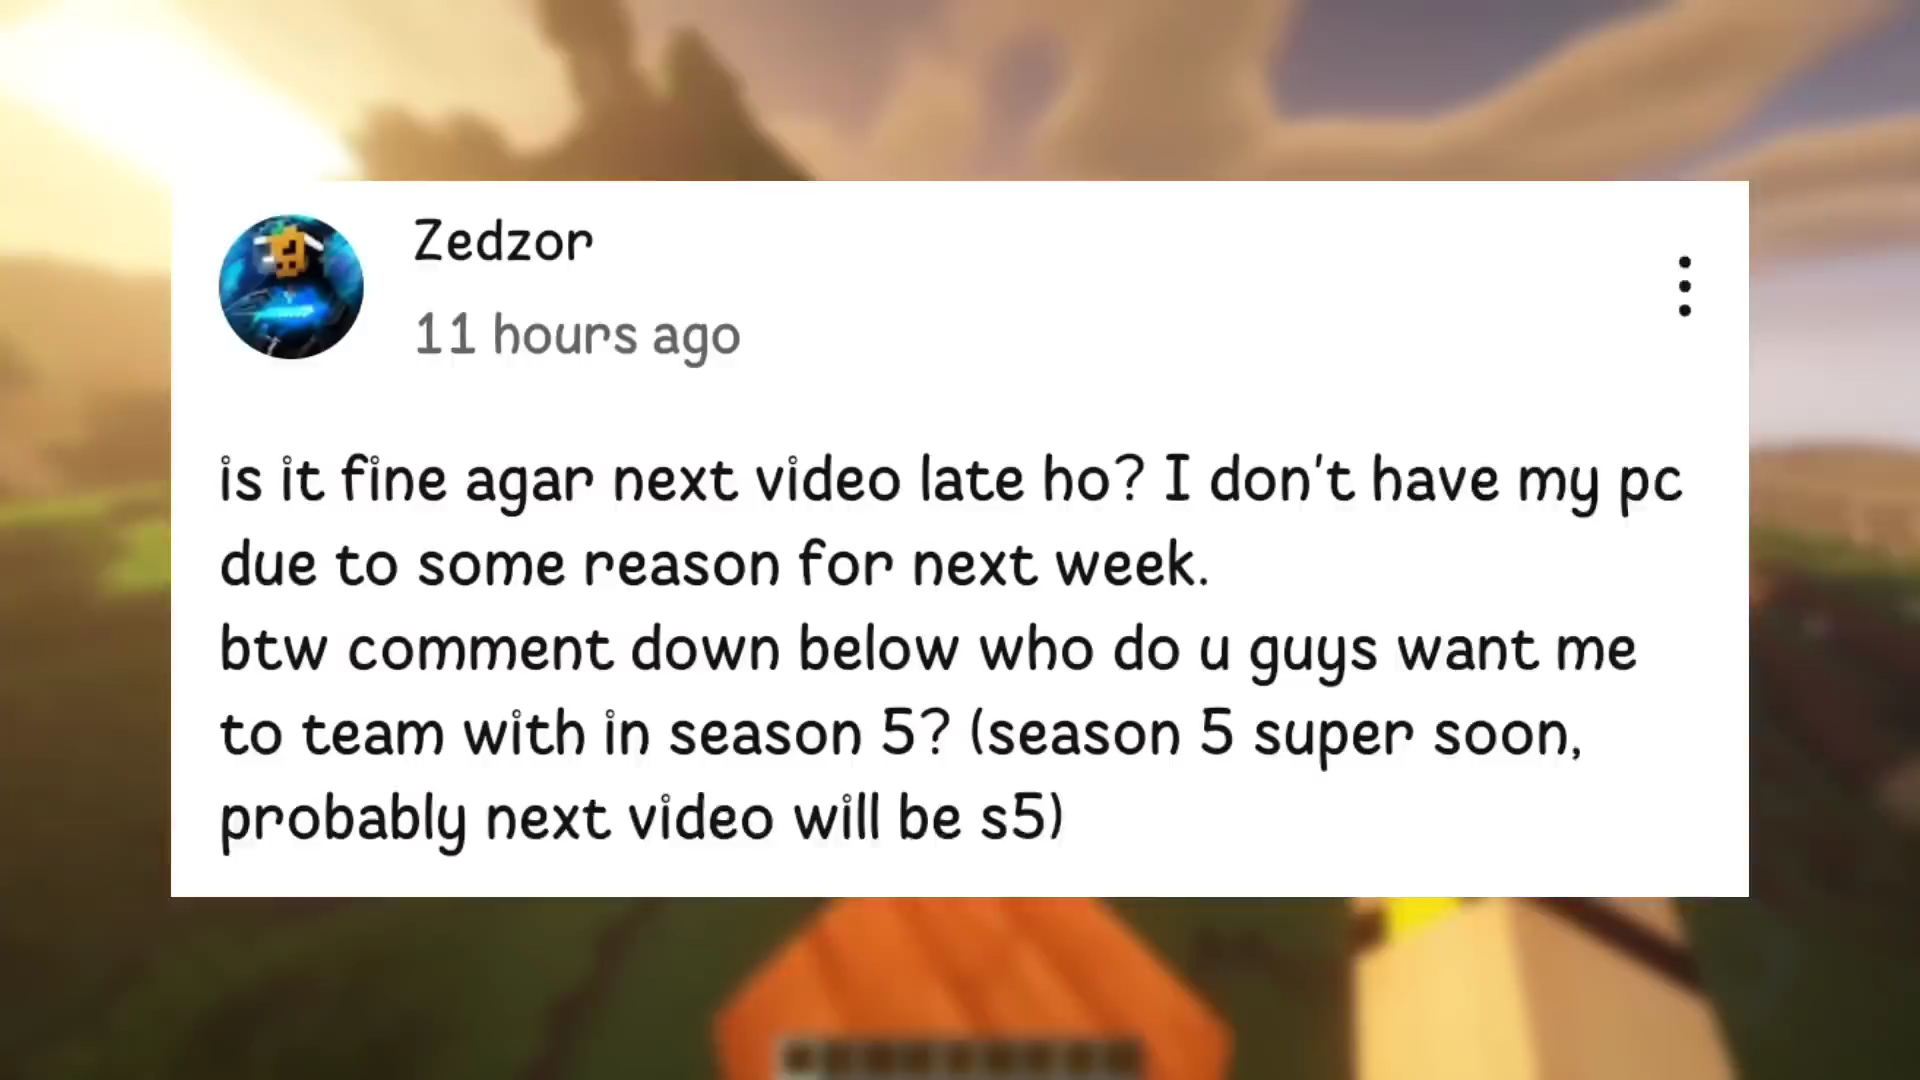 Zedzor
11 hours ago
is it fine agar next video late ho? I don't have my pc
due to some reason for next week.
btw comment down below who do u guys want me
to team with in season 5? (season 5 super soon,
probably next video will be s5)